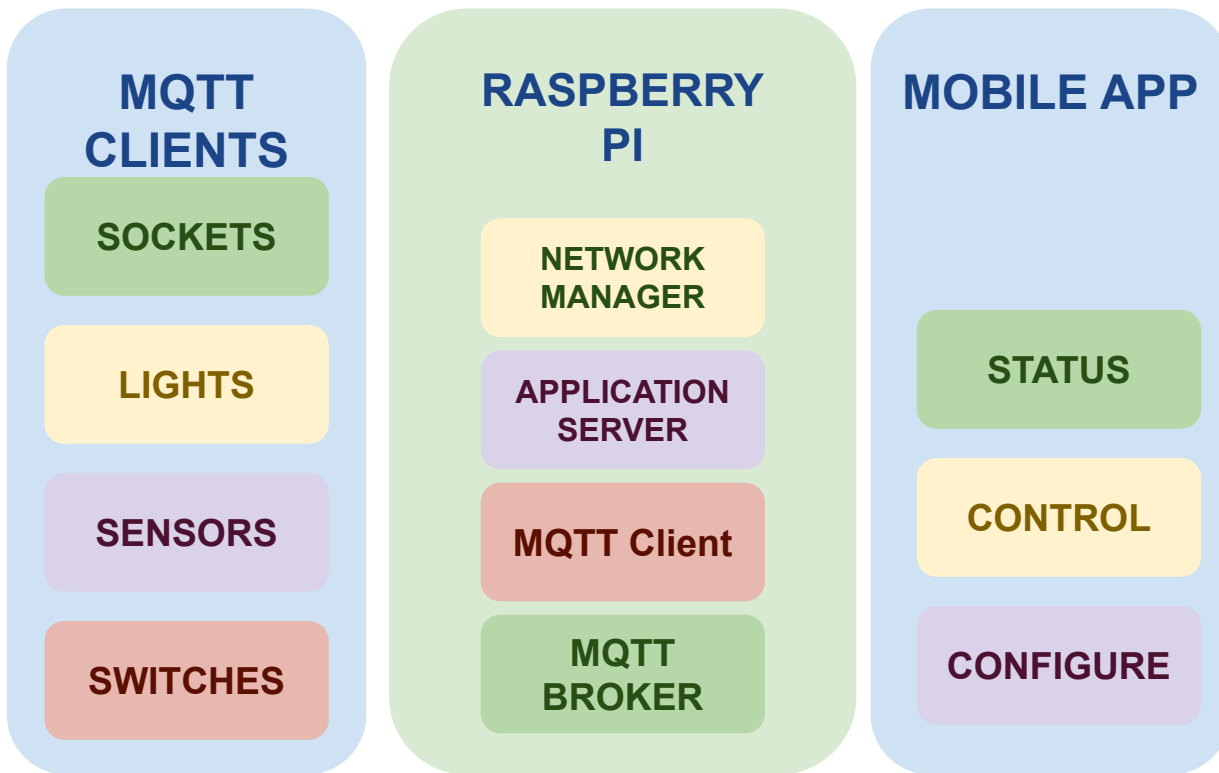 MQTT
CLIENTS
SOCKETS
LIGHTS
SENSORS
SWITCHES
RASPBERRY
PI
NETWORK
MANAGER
APPLICATION
SERVER
MQTT Client
MQTT
BROKER
MOBILE APP
STATUS
CONTROL
CONFIGURE